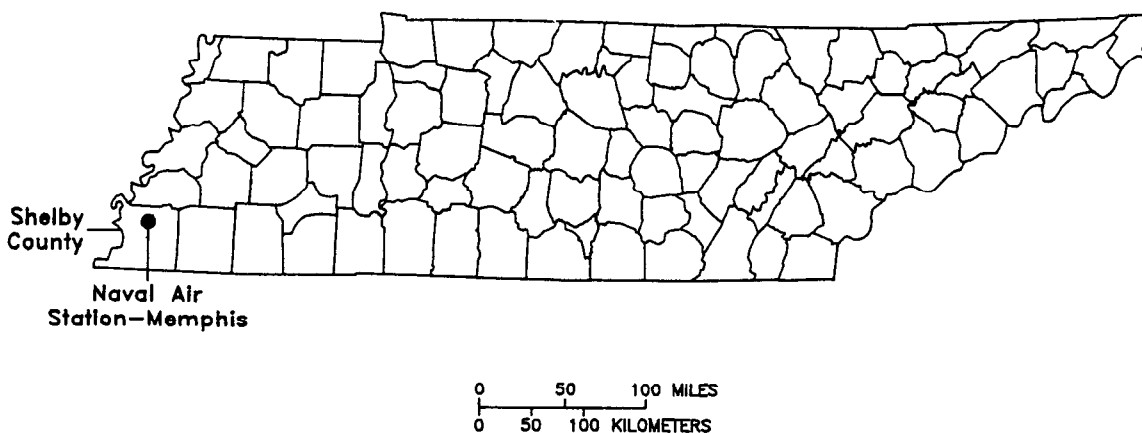 Shelby
County
Naval Air
Station–Memphis
0 50 100 MILES
0 50 100 KILOMETERS